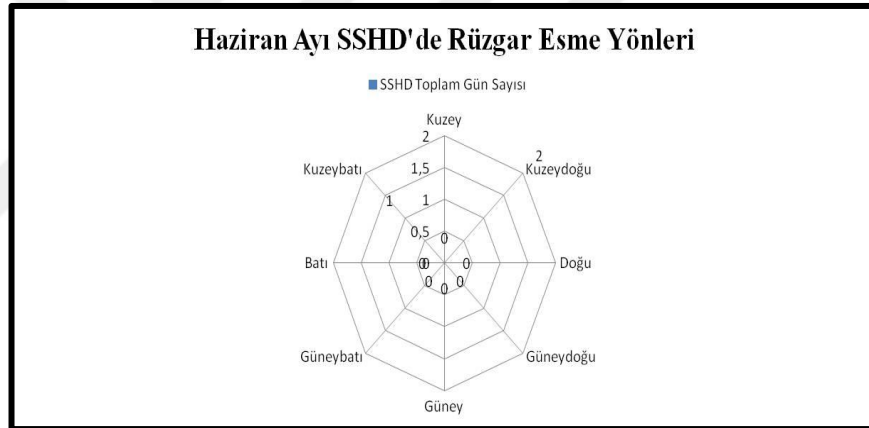 Haziran Ayı SSHD'de Rüzgar Esme Yönleri
SSHD Toplam Gün Sayısı
Kuzey
2
2
Kuzeybatı
1,5
Kuzeydoğu
1
1
0,5
0
Batı
0
0
0
Doğu
0
0
0
Güneybatı
Güneydoğu
Güney